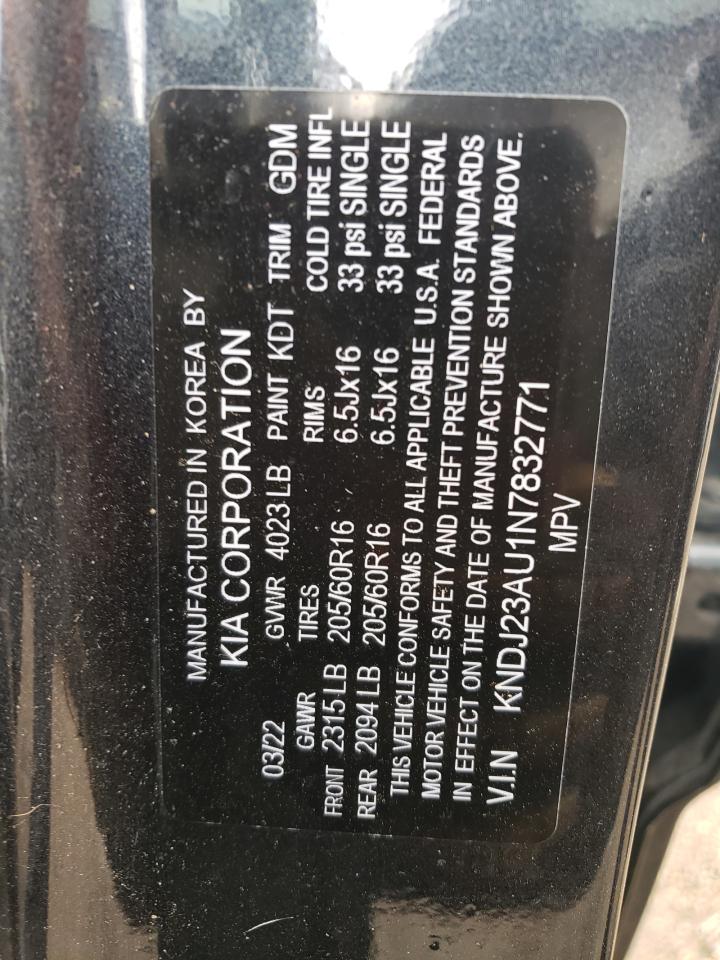 MANUFACTURED IN KOREA BY
KIA CORPORATION
03/22 GVWR 4023 LB PAINT KDT TRIM GDM
GAWR TIRES RIMS COLD TIRE INFL
FRONT 2315 LB 205/60R16 6.5Jx16 33 psi SINGLE
REAR 2094 LB 205/60R16 6.5Jx16 33 psi SINGLE
THIS VEHICLE CONFORMS TO ALL APPLICABLE U.S.A. FEDERAL
MOTOR VEHICLE SAFETY AND THEFT PREVENTION STANDARDS
IN EFFECT ON THE DATE OF MANUFACTURE SHOWN ABOVE.
V.I.N KNDJ23AU1N7832771
MPV